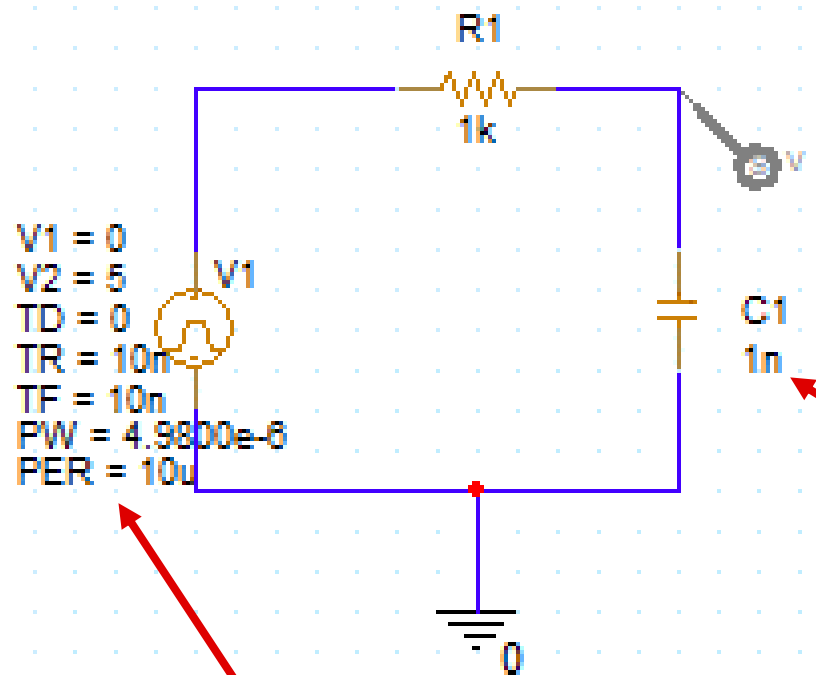 R1
1k
V
V1 = 0
V2 = 5
TD = 0
TR = 10n
TF = 10n
PW = 4.9800e-6
PER = 10u
V1
C1
1n
0